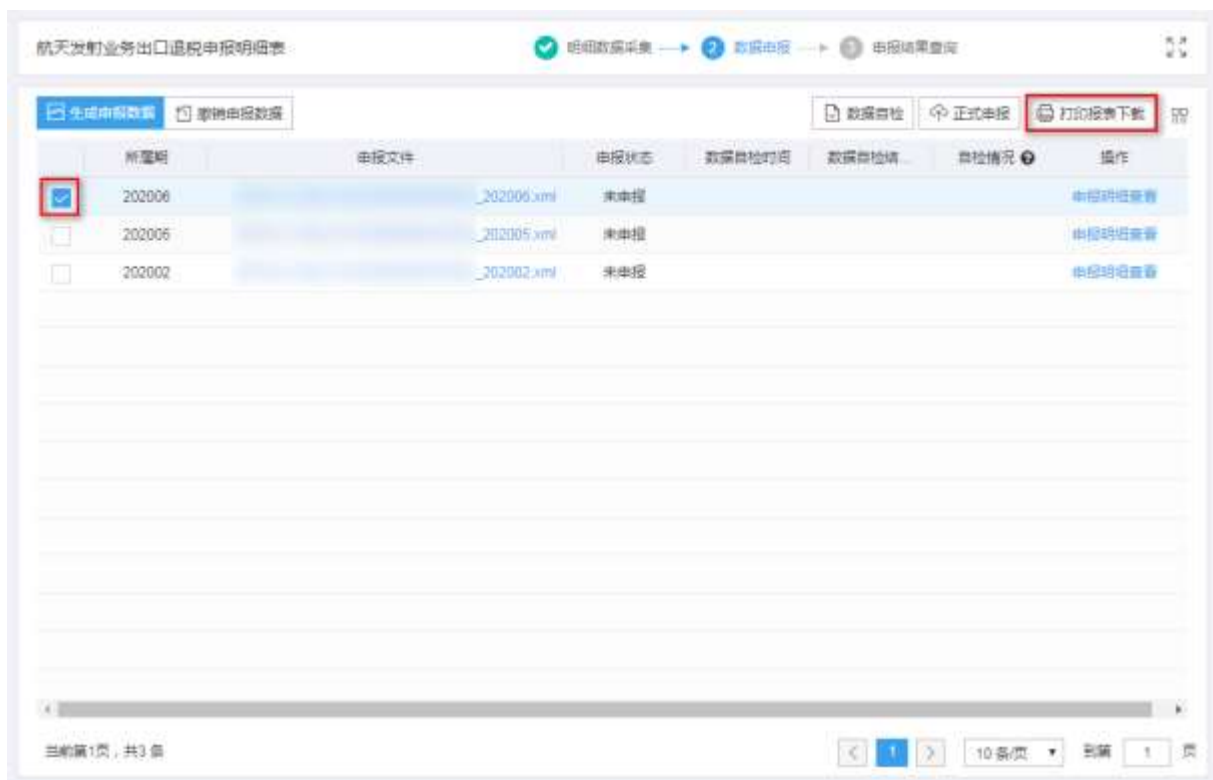 航天发射业务出口退税申报明细表 明细数据采集 2 数据申报 3 申报结果查询
生成申报数据 撤销申报数据 数据自检 正式申报 打印报表下载
所属期 申报文件 申报状态 数据自检时间 数据自检结... 自检情况 操作
202006 _202006.xml 未申报 申报明细查看
202005 _202005.xml 未申报 申报明细查看
202002 _202002.xml 未申报 申报明细查看
当前第1页，共3 条 1 10 条/页 到第 1 页